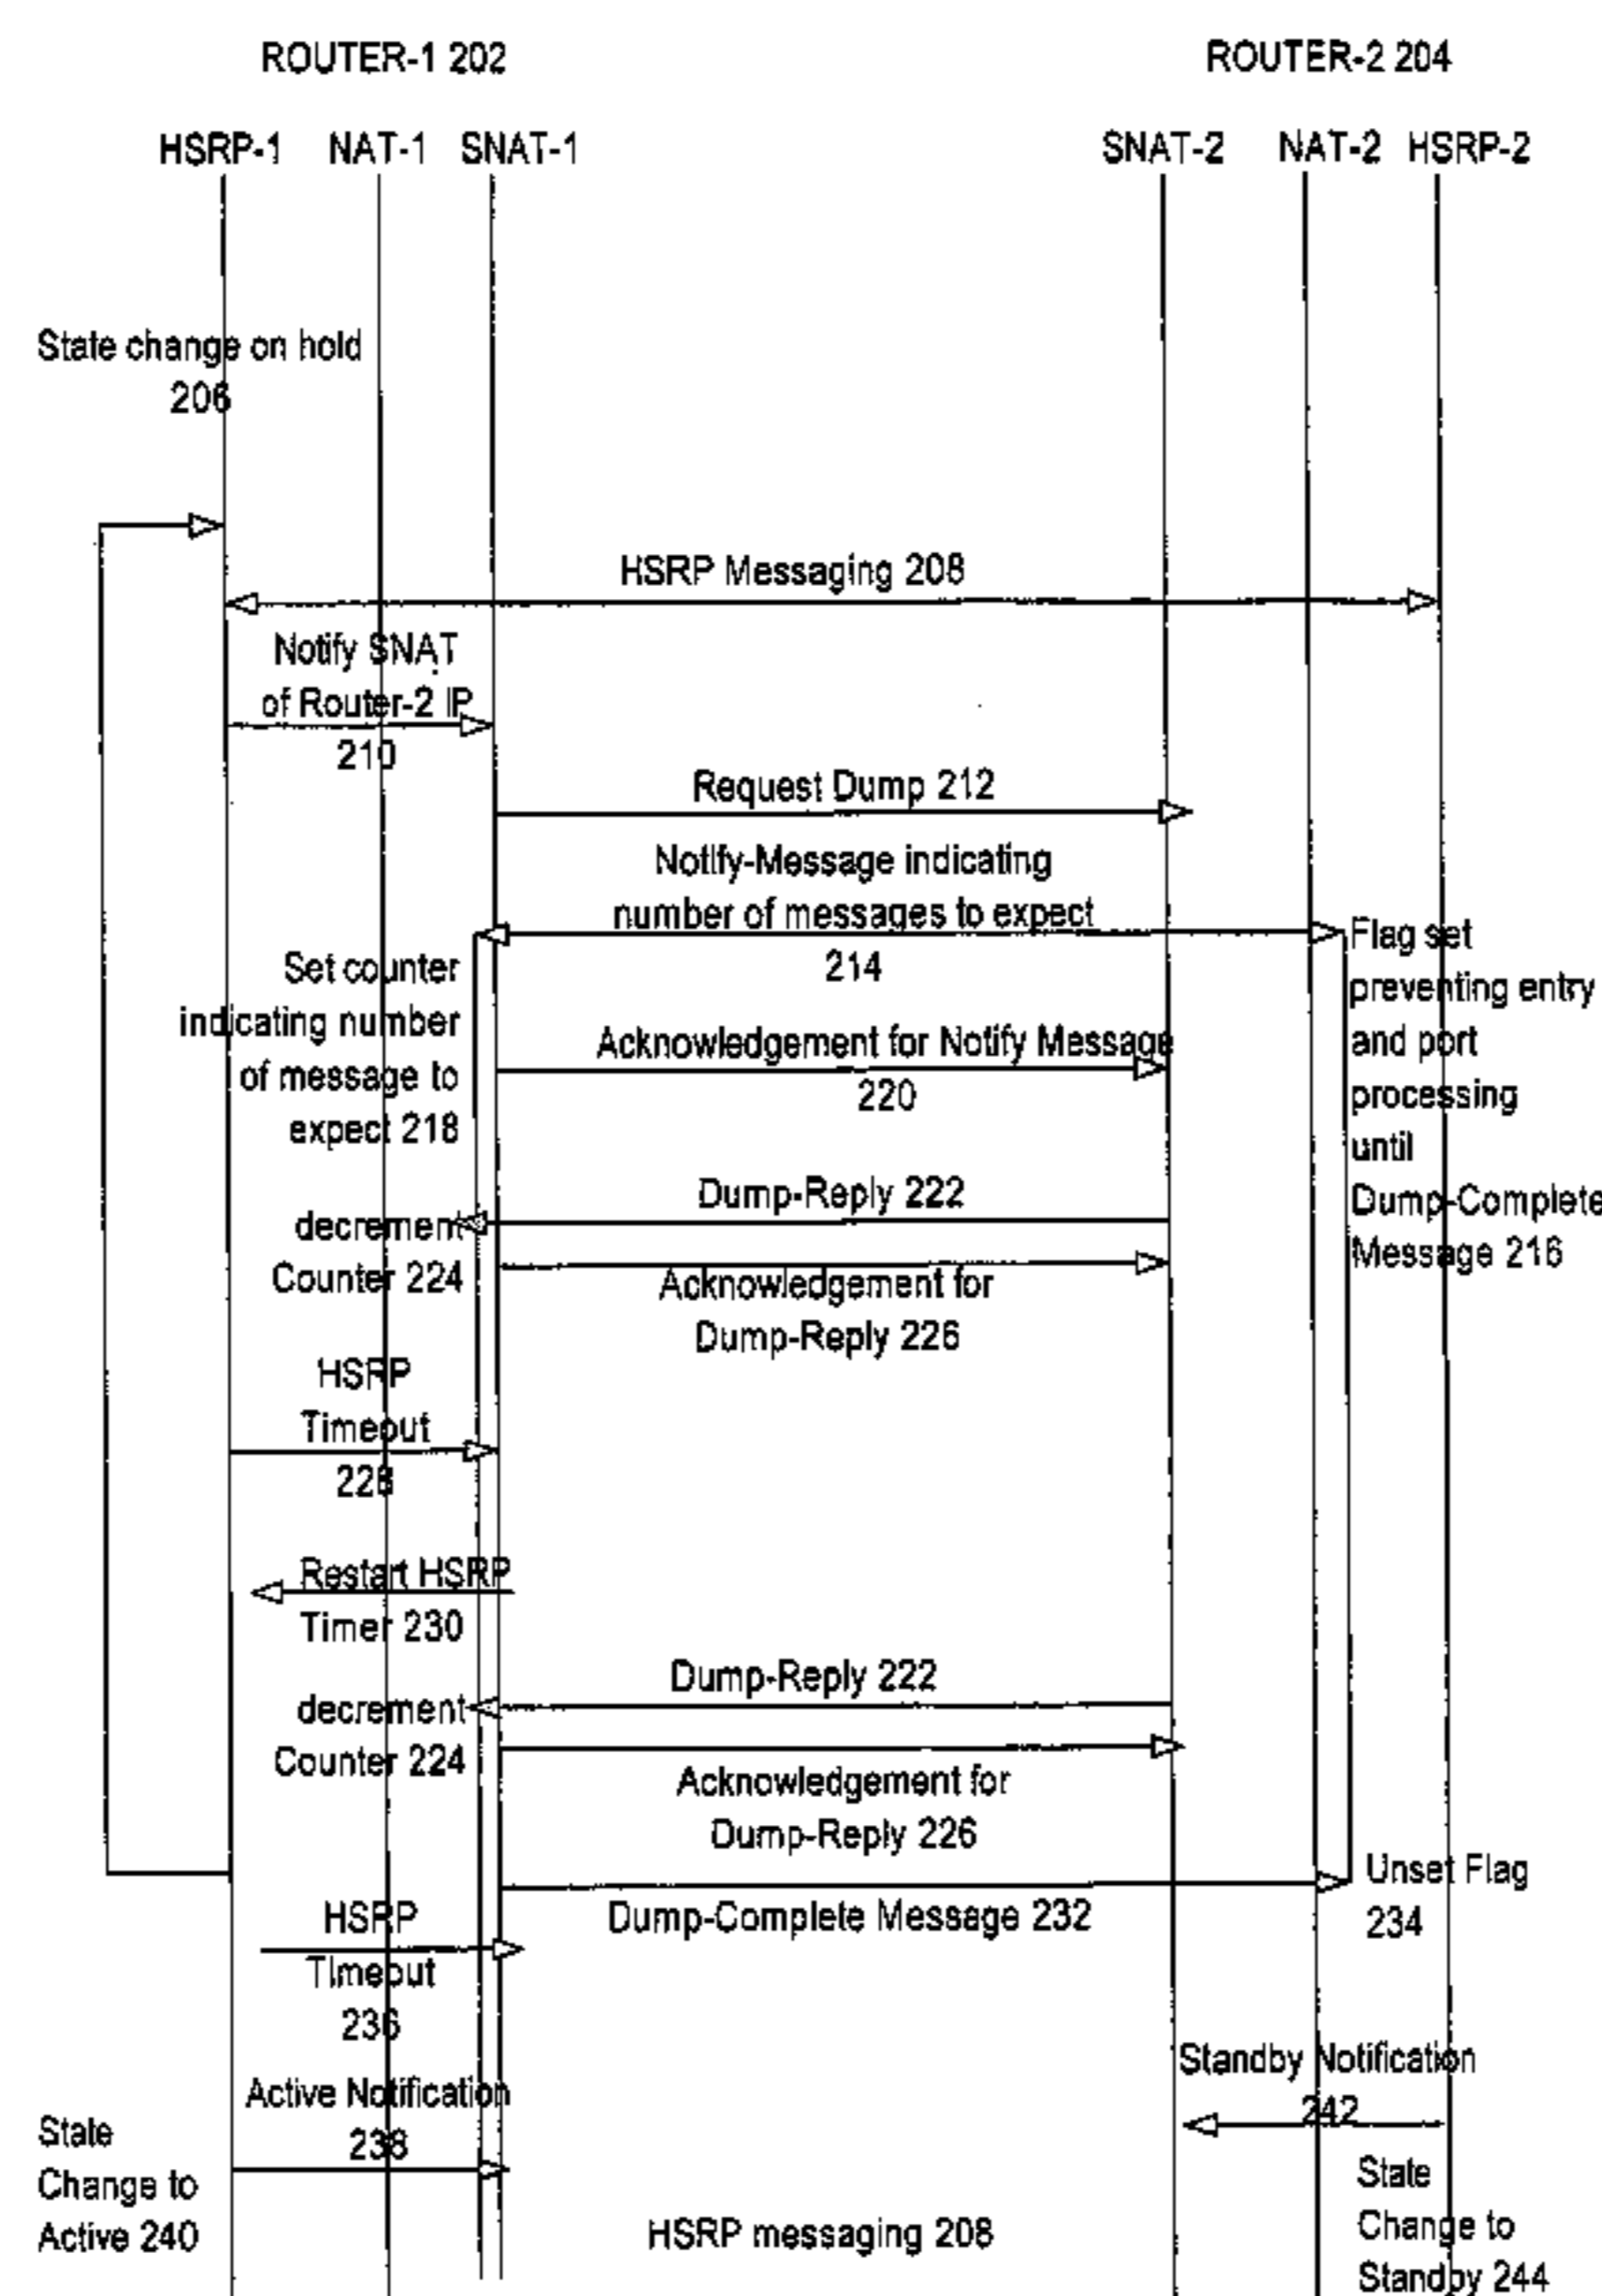 ROUTER-1 202
ROUTER-2 204
HSRP-1
NAT-1
SNAT-1
SNAT-2
NAT-2
HSRP-2
State change on hold
206
HSRP Messaging 208
Notify SNAT
of Router-2 IP
210
Request Dump 212
Notify-Message indicating
number of messages to expect
214
Flag set
preventing entry
and port
processing
until
Dump-Complete
Message 216
Set counter
indicating number
of message to
expect 218
Acknowledgement for Notify Message
220
Dump-Reply 222
decrement
Counter 224
Acknowledgement for
Dump-Reply 226
HSRP
Timeout
228
Restart HSRP
Timer 230
Dump-Reply 222
decrement
Counter 224
Acknowledgement for
Dump-Reply 226
Unset Flag
234
Dump-Complete Message 232
HSRP
Timeout
236
Standby Notification
242
Active Notification
238
State
Change to
Active 240
State
Change to
Standby 244
HSRP messaging 208